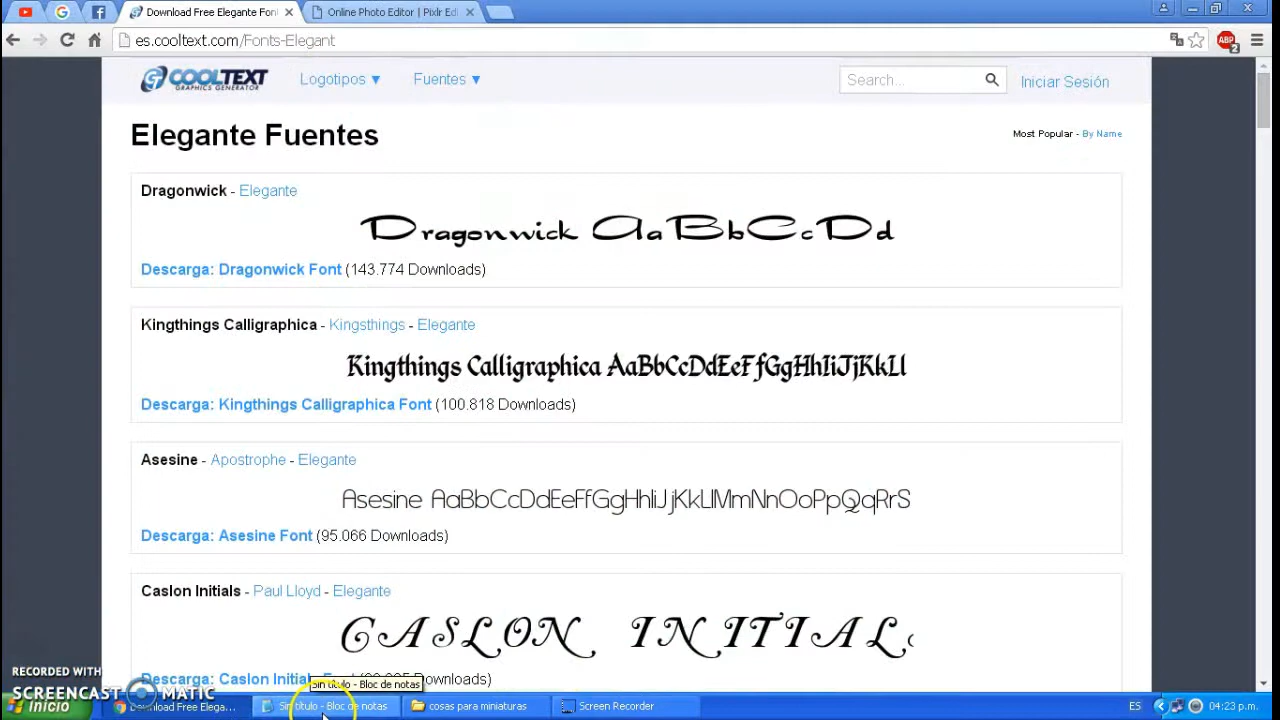 Download Free Elegante Fon
Online Photo Editor | Pixlr Edi
es.cooltext.com/Fonts-Elegant
ABP
2
COOLTEXT
GRAPHICS GENERATOR
Logotipos ▼
Fuentes ▼
Search...
Iniciar Sesión
Elegante Fuentes
Most Popular - By Name
Dragonwick - Elegante
Dragonwick AaBbCcDd
Descarga: Dragonwick Font (143.774 Downloads)
Kingthings Calligraphica - Kingsthings - Elegante
Kingthings Calligraphica AaBbCcDdEeFfGgHhIiJjKkLl
Descarga: Kingthings Calligraphica Font (100.818 Downloads)
Asesine - Apostrophe - Elegante
Asesine AaBbCcDdEeFfGgHhIiJjKkLlMmNnOoPpQqRrS
Descarga: Asesine Font (95.066 Downloads)
Caslon Initials - Paul Lloyd - Elegante
CASLON INITIAL
Descarga: Caslon Initials Downloads)
Sin título - Bloc de notas
RECORDED WITH
SCREENCAST MATIC
Inicio
Download Free Elega...
Sin título - Bloc de notas
cosas para miniaturas
Screen Recorder
ES
04:23 p.m.